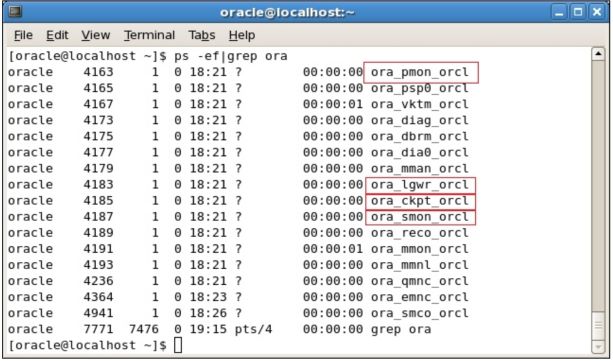 oracle@localhost:~
File Edit View Terminal Tabs Help
[oracle@localhost ~]$ ps -ef|grep ora
oracle 4163 1 0 18:21 ? 00:00:00 ora_pmon_orcl
oracle 4165 1 0 18:21 ? 00:00:00 ora_psp0_orcl
oracle 4167 1 0 18:21 ? 00:00:01 ora_vktm_orcl
oracle 4173 1 0 18:21 ? 00:00:00 ora_diag_orcl
oracle 4175 1 0 18:21 ? 00:00:00 ora_dbrm_orcl
oracle 4177 1 0 18:21 ? 00:00:00 ora_dia0_orcl
oracle 4179 1 0 18:21 ? 00:00:00 ora_mman_orcl
oracle 4183 1 0 18:21 ? 00:00:00 ora_lgwr_orcl
oracle 4185 1 0 18:21 ? 00:00:00 ora_ckpt_orcl
oracle 4187 1 0 18:21 ? 00:00:00 ora_smon_orcl
oracle 4189 1 0 18:21 ? 00:00:00 ora_reco_orcl
oracle 4191 1 0 18:21 ? 00:00:01 ora_mmon_orcl
oracle 4193 1 0 18:21 ? 00:00:00 ora_mmnl_orcl
oracle 4236 1 0 18:21 ? 00:00:00 ora_qmnc_orcl
oracle 4364 1 0 18:23 ? 00:00:00 ora_emnc_orcl
oracle 4941 1 0 18:26 ? 00:00:00 ora_smco_orcl
oracle 7771 7476 0 19:15 pts/4 00:00:00 grep ora
[oracle@localhost ~]$